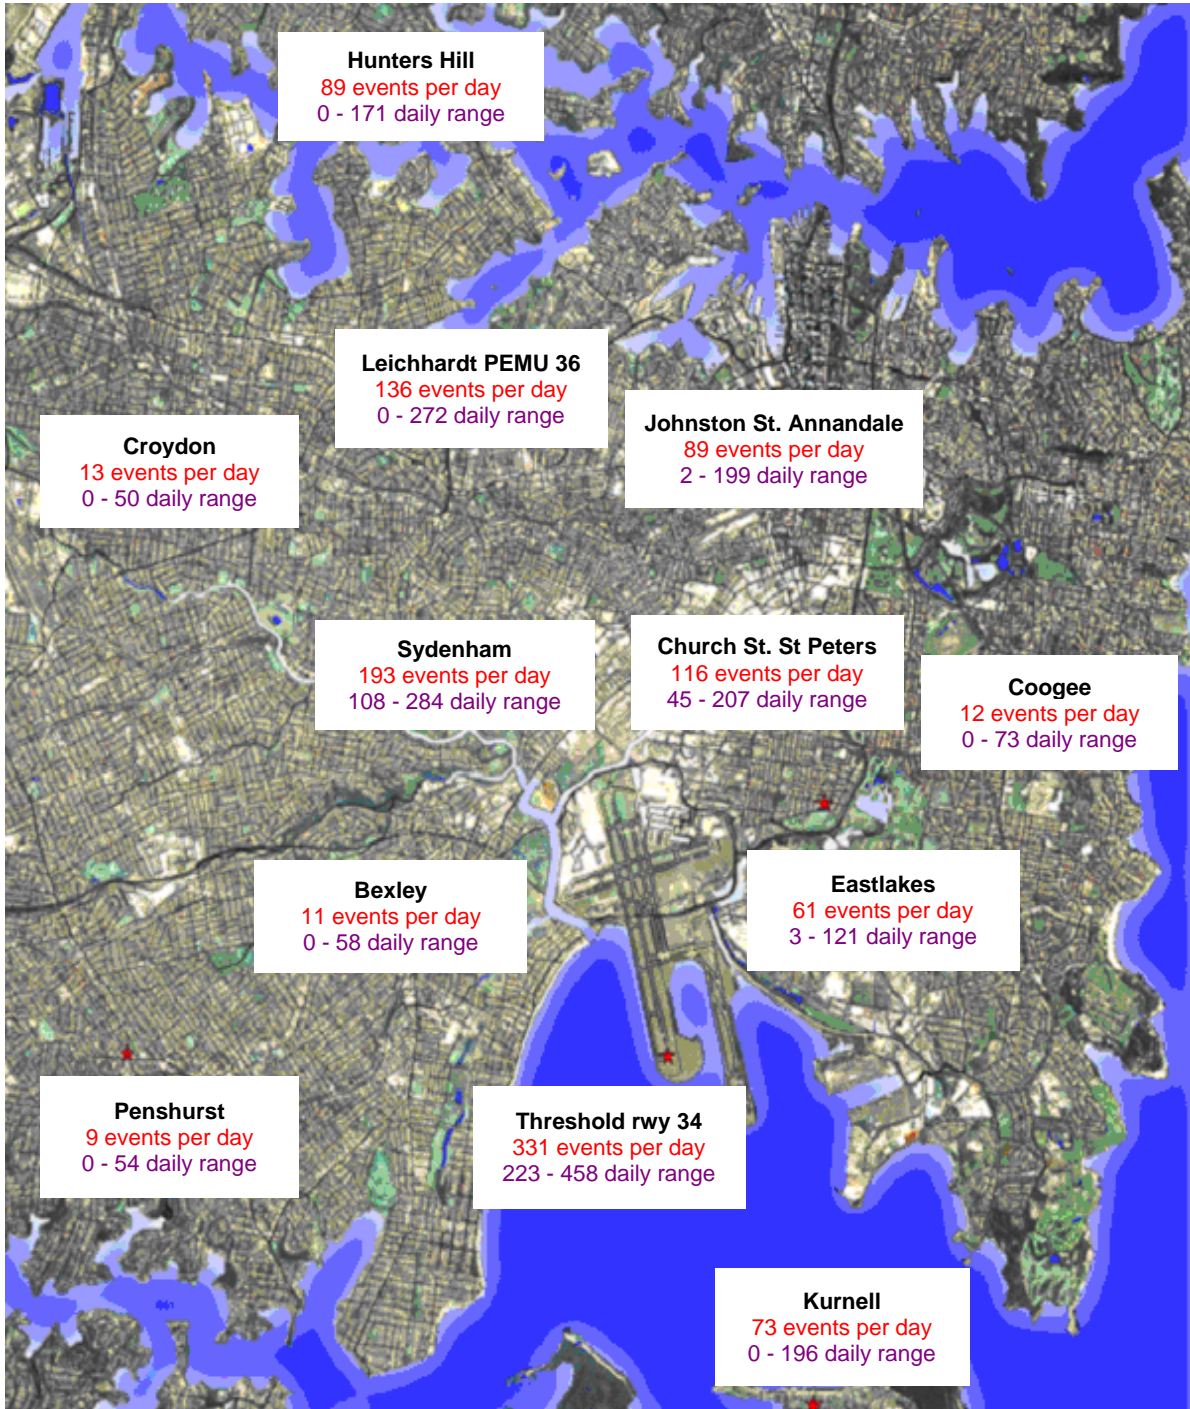 Hunters Hill
89 events per day
0 - 171 daily range
Leichhardt PEMU 36
136 events per day
0 - 272 daily range
Johnston St. Annandale
89 events per day
2 - 199 daily range
Croydon
13 events per day
0 - 50 daily range
Sydenham
193 events per day
108 - 284 daily range
Church St. St Peters
116 events per day
45 - 207 daily range
Coogee
12 events per day
0 - 73 daily range
Bexley
11 events per day
0 - 58 daily range
Eastlakes
61 events per day
3 - 121 daily range
Penshurst
9 events per day
0 - 54 daily range
Threshold rwy 34
331 events per day
223 - 458 daily range
Kurnell
73 events per day
0 - 196 daily range